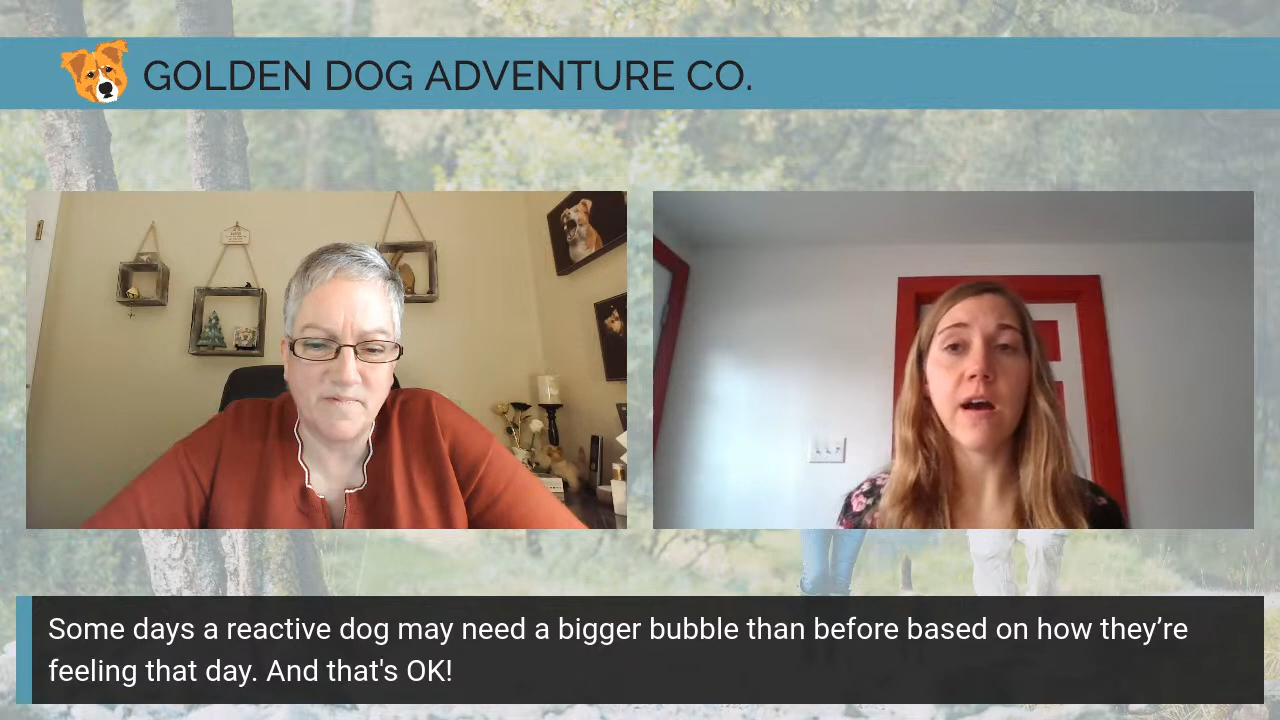 GOLDEN DOG ADVENTURE CO.
Some days a reactive dog may need a bigger bubble than before based on how they’re
feeling that day. And that's OK!